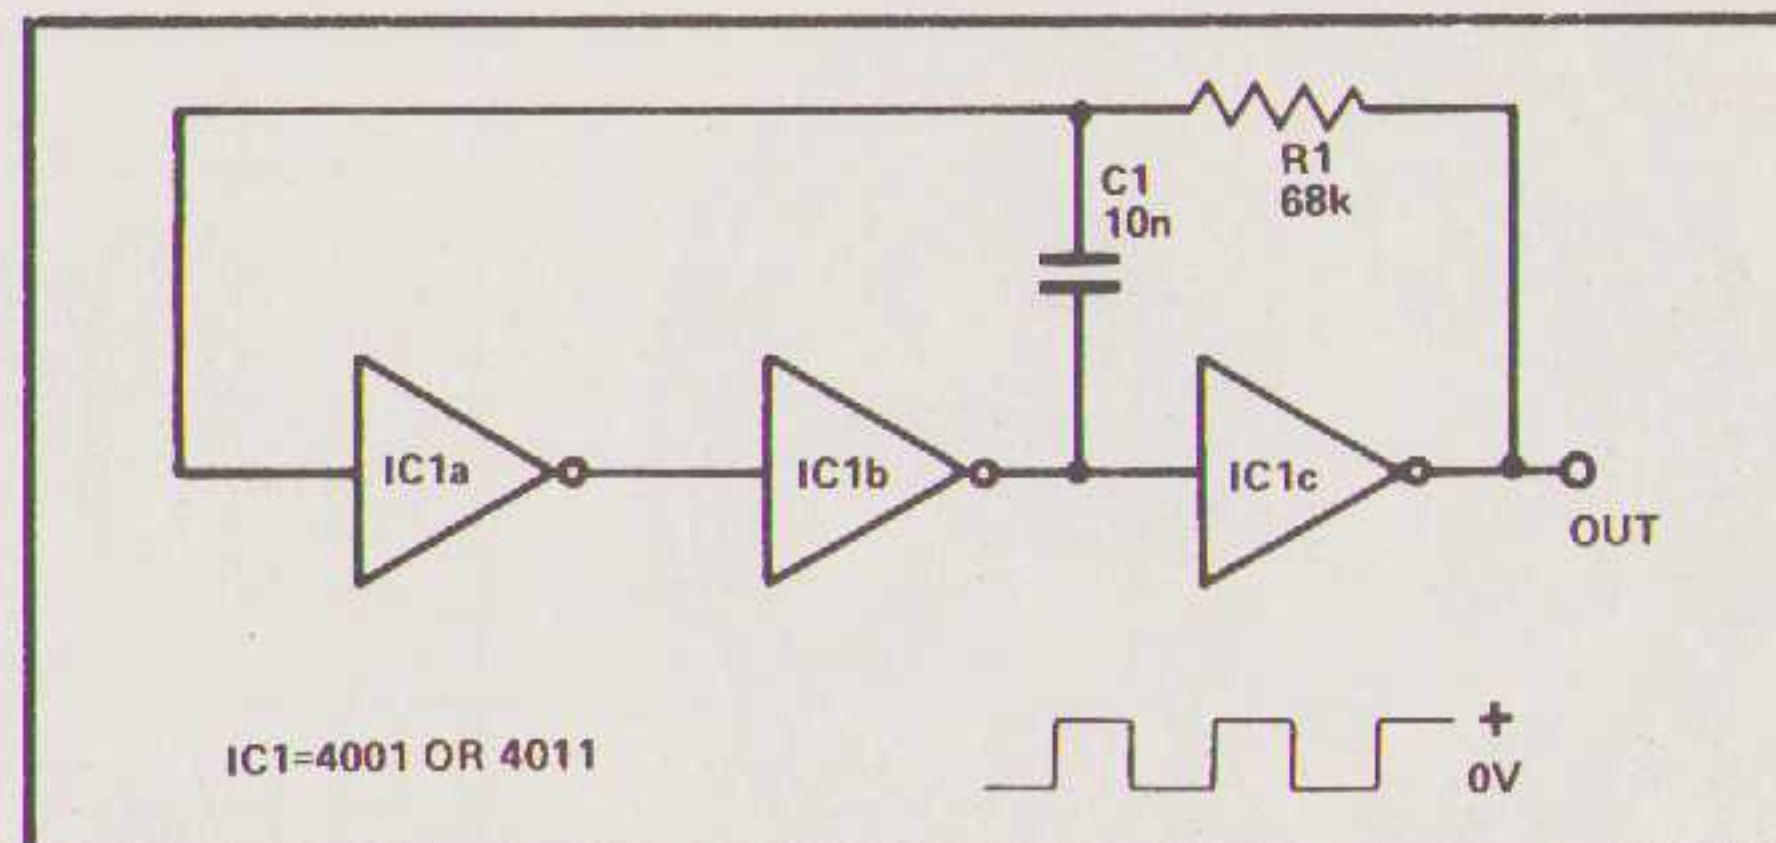 R1
68k
C1
10n
IC1a
IC1b
IC1c
OUT
IC1=4001 OR 4011
+
0V